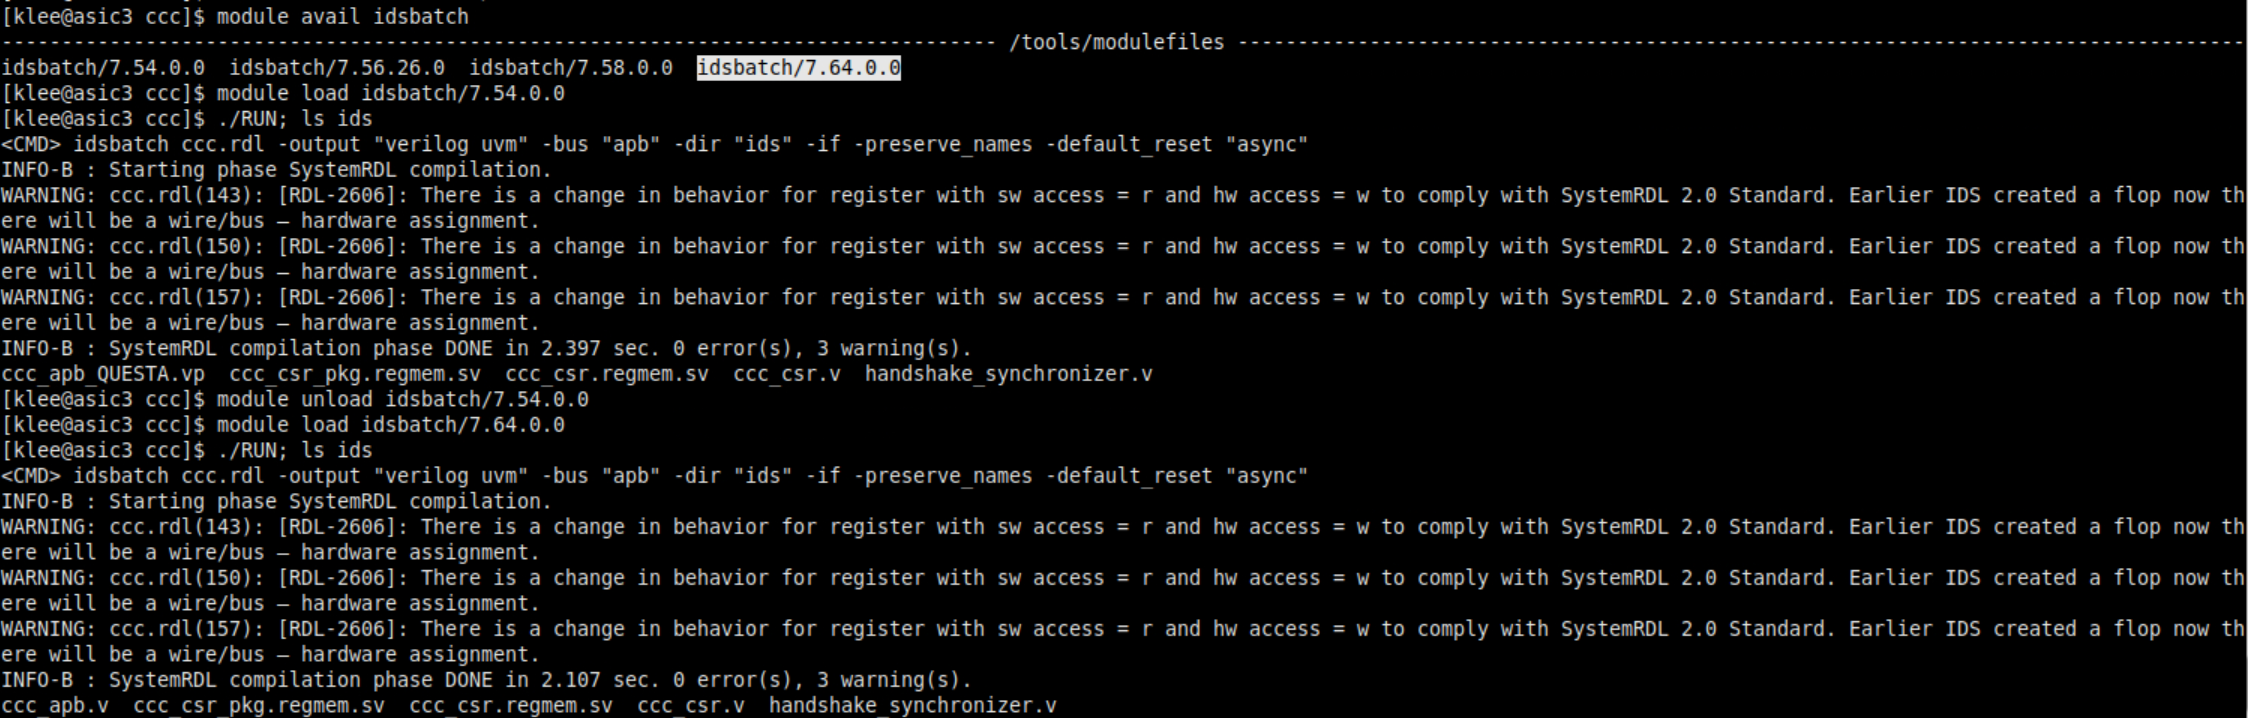 [klee@asic3 ccc]$ module avail idsbatch
----------------------------------------------------------------------------------- /tools/modulefiles ------------------------------------------------------------------------------------
idsbatch/7.54.0.0  idsbatch/7.56.26.0  idsbatch/7.58.0.0  idsbatch/7.64.0.0
[klee@asic3 ccc]$ module load idsbatch/7.54.0.0
[klee@asic3 ccc]$ ./RUN; ls ids
<CMD> idsbatch ccc.rdl -output "verilog uvm" -bus "apb" -dir "ids" -if -preserve_names -default_reset "async"
INFO-B : Starting phase SystemRDL compilation.
WARNING: ccc.rdl(143): [RDL-2606]: There is a change in behavior for register with sw access = r and hw access = w to comply with SystemRDL 2.0 Standard. Earlier IDS created a flop now th
ere will be a wire/bus – hardware assignment.
WARNING: ccc.rdl(150): [RDL-2606]: There is a change in behavior for register with sw access = r and hw access = w to comply with SystemRDL 2.0 Standard. Earlier IDS created a flop now th
ere will be a wire/bus – hardware assignment.
WARNING: ccc.rdl(157): [RDL-2606]: There is a change in behavior for register with sw access = r and hw access = w to comply with SystemRDL 2.0 Standard. Earlier IDS created a flop now th
ere will be a wire/bus – hardware assignment.
INFO-B : SystemRDL compilation phase DONE in 2.397 sec. 0 error(s), 3 warning(s).
ccc_apb_QUESTA.vp  ccc_csr_pkg.regmem.sv  ccc_csr.regmem.sv  ccc_csr.v  handshake_synchronizer.v
[klee@asic3 ccc]$ module unload idsbatch/7.54.0.0
[klee@asic3 ccc]$ module load idsbatch/7.64.0.0
[klee@asic3 ccc]$ ./RUN; ls ids
<CMD> idsbatch ccc.rdl -output "verilog uvm" -bus "apb" -dir "ids" -if -preserve_names -default_reset "async"
INFO-B : Starting phase SystemRDL compilation.
WARNING: ccc.rdl(143): [RDL-2606]: There is a change in behavior for register with sw access = r and hw access = w to comply with SystemRDL 2.0 Standard. Earlier IDS created a flop now th
ere will be a wire/bus – hardware assignment.
WARNING: ccc.rdl(150): [RDL-2606]: There is a change in behavior for register with sw access = r and hw access = w to comply with SystemRDL 2.0 Standard. Earlier IDS created a flop now th
ere will be a wire/bus – hardware assignment.
WARNING: ccc.rdl(157): [RDL-2606]: There is a change in behavior for register with sw access = r and hw access = w to comply with SystemRDL 2.0 Standard. Earlier IDS created a flop now th
ere will be a wire/bus – hardware assignment.
INFO-B : SystemRDL compilation phase DONE in 2.107 sec. 0 error(s), 3 warning(s).
ccc_apb.v  ccc_csr_pkg.regmem.sv  ccc_csr.regmem.sv  ccc_csr.v  handshake_synchronizer.v